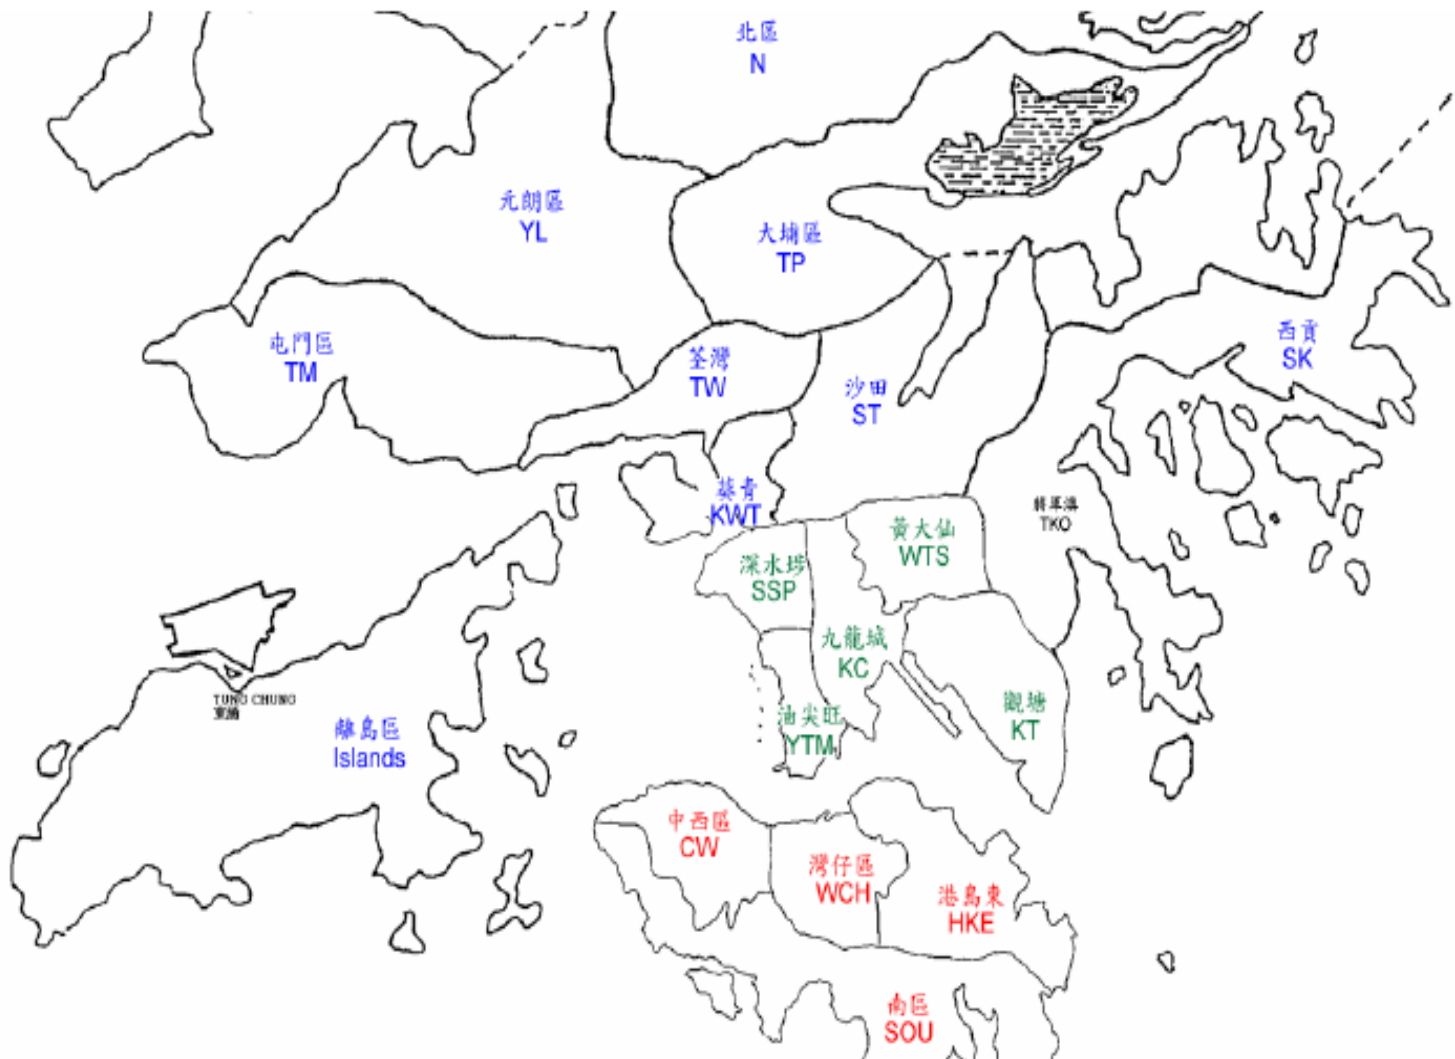 北區
N
元朗區
YL
大埔區
TP
屯門區
TM
荃灣
TW
沙田
ST
西貢
SK
葵青
KWT
將軍澳
TKO
黃大仙
WTS
深水埗
SSP
九龍城
KC
觀塘
KT
油尖旺
YTM
TUNG CHUNG
東涌
離島區
Islands
中西區
CW
灣仔區
WCH
港島東
HKE
南區
SOU